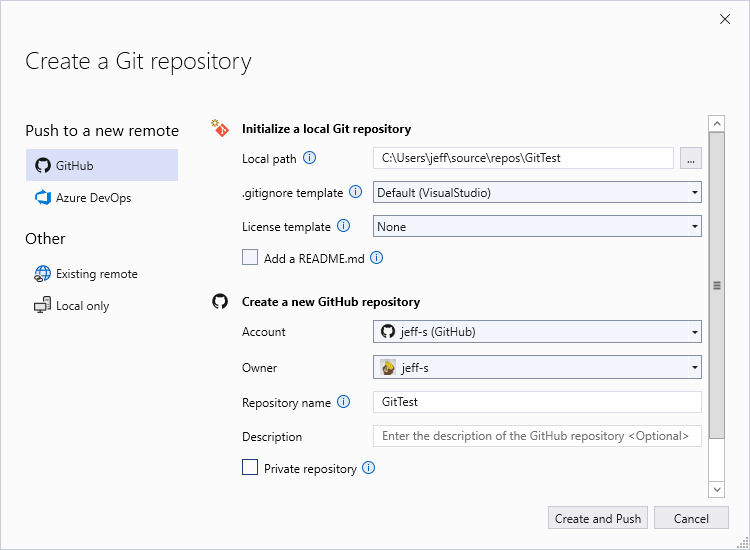 Create a Git repository
Push to a new remote
GitHub
Azure DevOps
Other
Existing remote
Local only
Initialize a local Git repository
Local path C:\Users\jeff\source\repos\GitTest ...
.gitignore template Default (VisualStudio)
License template None
Add a README.md
Create a new GitHub repository
Account jeff-s (GitHub)
Owner jeff-s
Repository name GitTest
Description Enter the description of the GitHub repository <Optional>
Private repository
Create and Push Cancel